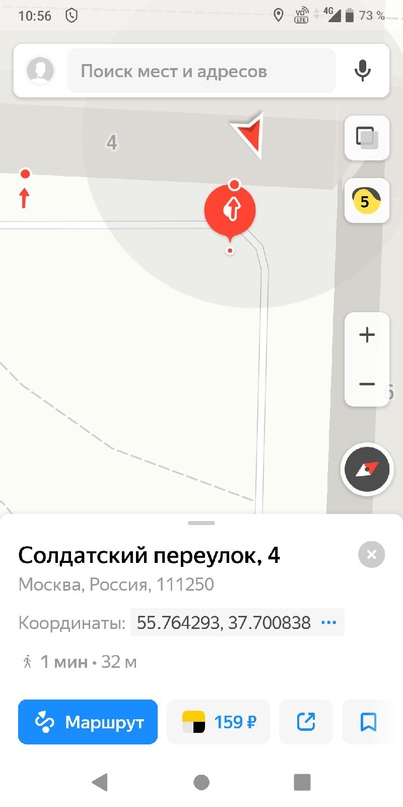 10:56
4G
73 %
Поиск мест и адресов
4
5
Солдатский переулок, 4
Москва, Россия, 111250
Координаты: 55.764293, 37.700838 ...
1 мин • 32 м
Маршрут
159 ₽